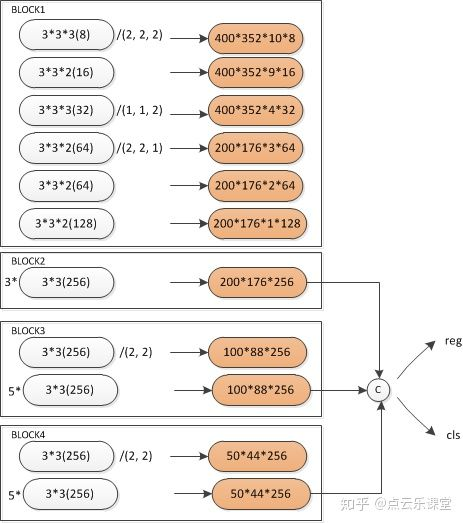 BLOCK1
3*3*3(8) /(2, 2, 2) 400*352*10*8
3*3*2(16) 400*352*9*16
3*3*3(32) /(1, 1, 2) 400*352*4*32
3*3*2(64) /(2, 2, 1) 200*176*3*64
3*3*2(64) 200*176*2*64
3*3*2(128) 200*176*1*128
BLOCK2
3* 3*3(256) 200*176*256
BLOCK3
3*3(256) /(2, 2) 100*88*256
5* 3*3(256) 100*88*256
BLOCK4
3*3(256) /(2, 2) 50*44*256
5* 3*3(256) 50*44*256
C
reg
cls
知乎 @点云乐课堂